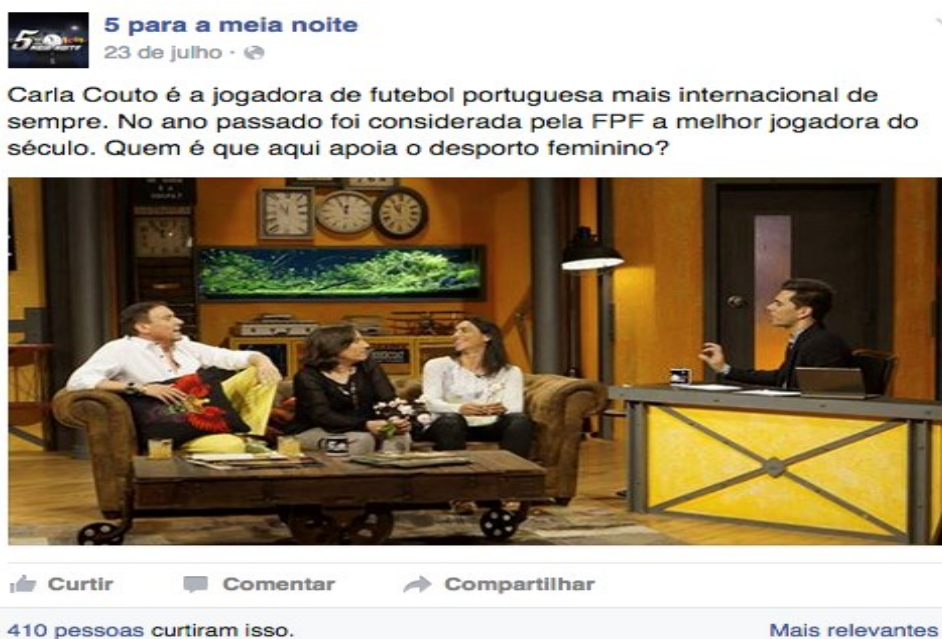 5 para a meia noite
23 de julho ·
Carla Couto é a jogadora de futebol portuguesa mais internacional de
sempre. No ano passado foi considerada pela FPF a melhor jogadora do
século. Quem é que aqui apoia o desporto feminino?
Curtir Comentar Compartilhar
410 pessoas curtiram isso. Mais relevantes